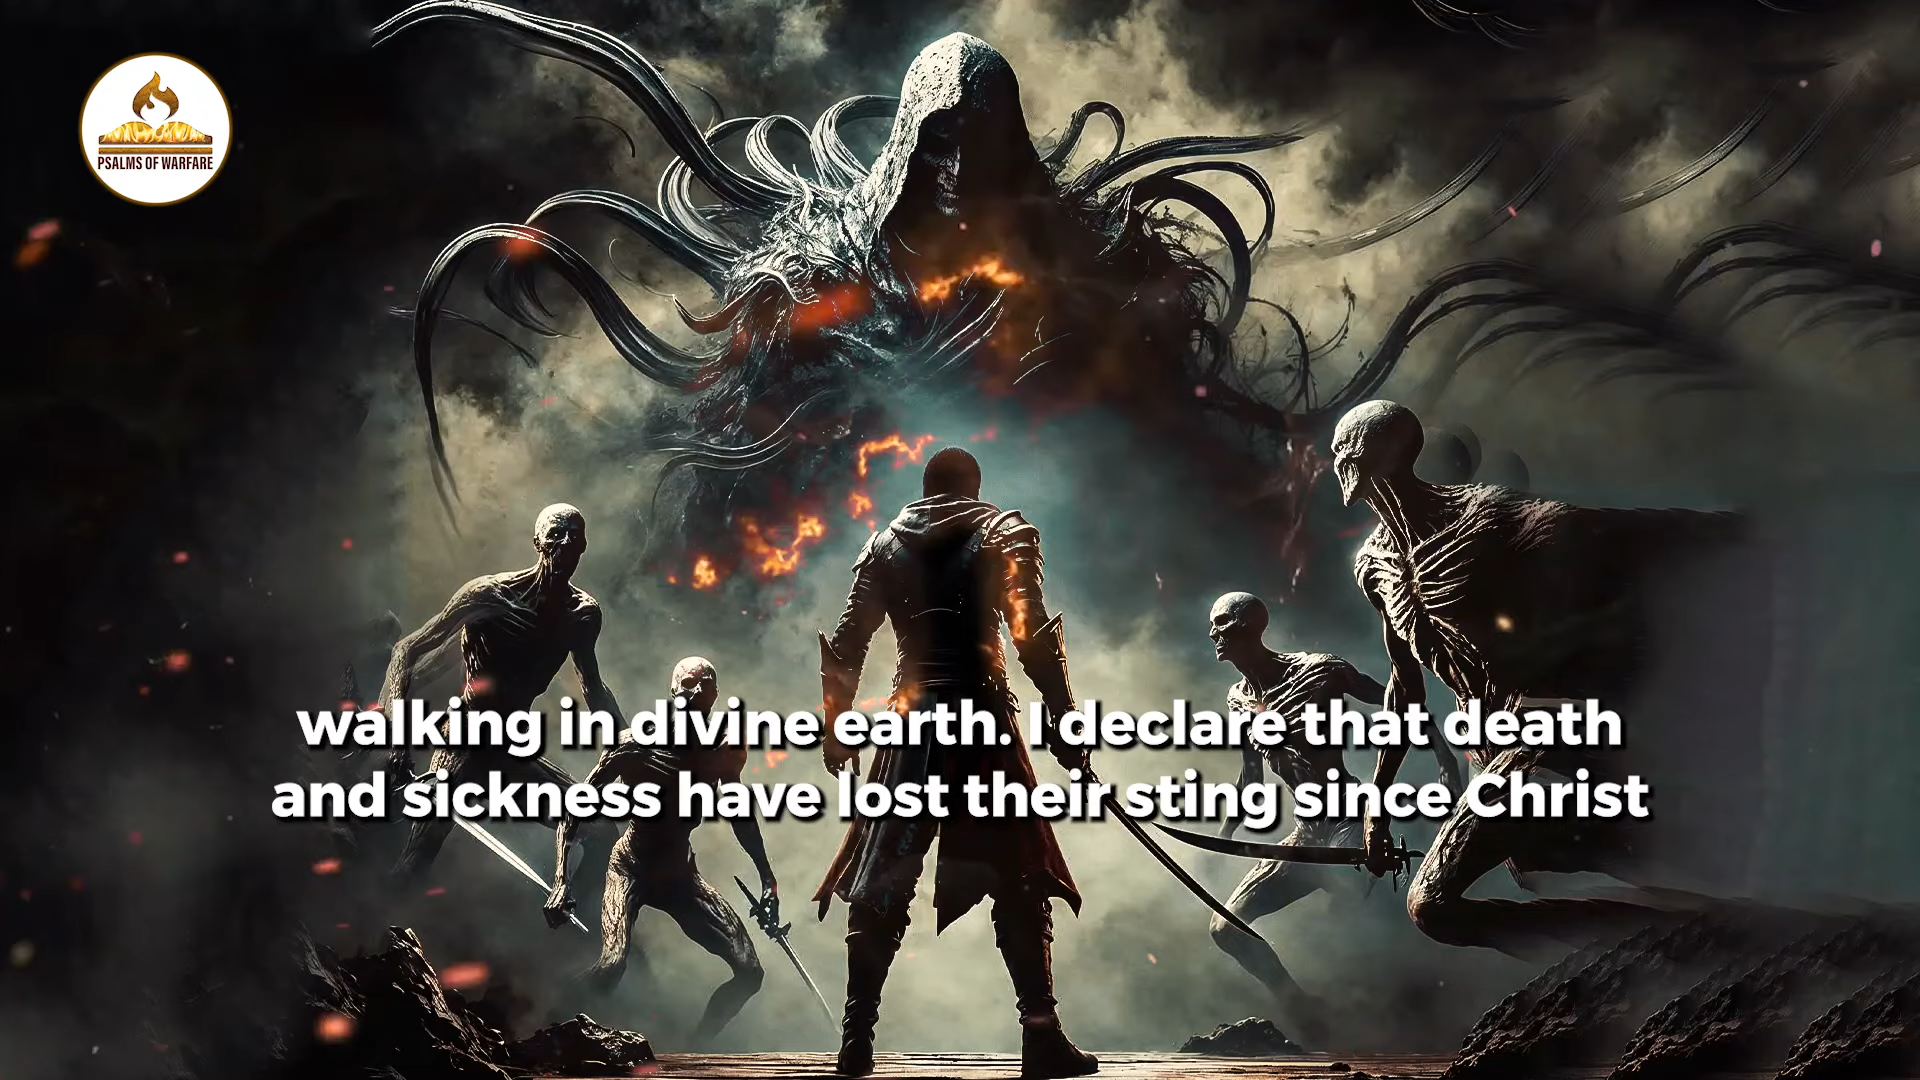 PSALMS OF WARFARE
walking in divine earth. I declare that death
and sickness have lost their sting since Christ